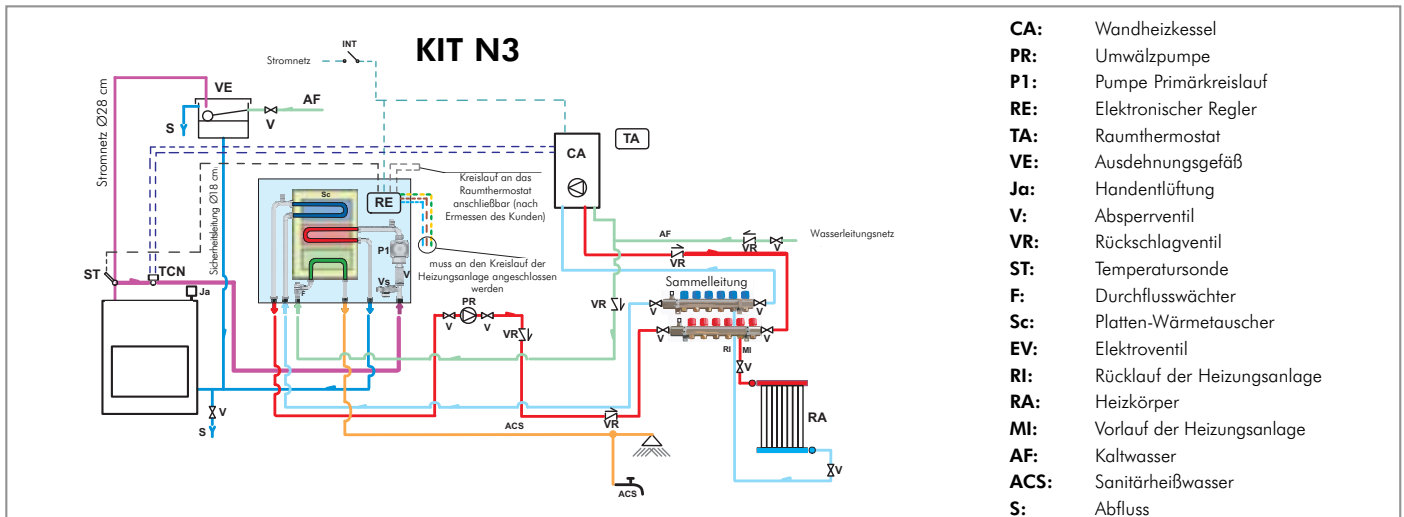 KIT N3
INT
Stromnetz
VE
AF
S
V
Stromnetz Ø28 cm
Sicherheitsleitung Ø18 cm
CA
TA
Kreislauf an das
Raumthermostat
anschließbar (nach
Ermessen des Kunden)
Sc
RE
P1
V
Vs
F
muss an den Kreislauf der
Heizungsanlage angeschlossen
werden
ST
TCN
Ja
AF
VR
V
Wasserleitungsnetz
VR
Sammelleitung
V
V
VR
PR
V
V
VR
V
V
RI
MI
V
RA
V
V
S
ACS
VR
ACS
CA: Wandheizkessel
PR: Umwälzpumpe
P1: Pumpe Primärkreislauf
RE: Elektronischer Regler
TA: Raumthermostat
VE: Ausdehnungsgefäß
Ja: Handentlüftung
V: Absperrventil
VR: Rückschlagventil
ST: Temperatursonde
F: Durchflusswächter
Sc: Platten-Wärmetauscher
EV: Elektroventil
RI: Rücklauf der Heizungsanlage
RA: Heizkörper
MI: Vorlauf der Heizungsanlage
AF: Kaltwasser
ACS: Sanitärheißwasser
S: Abfluss